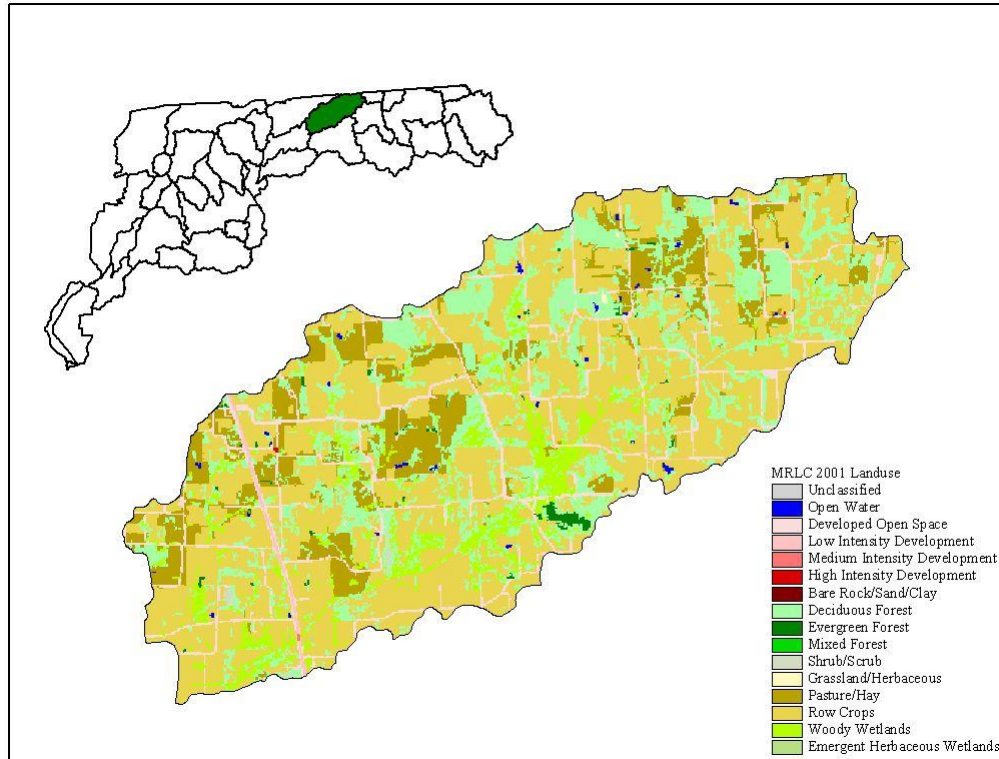 MRLC 2001 Landuse
Unclassified
Open Water
Developed Open Space
Low Intensity Development
Medium Intensity Development
High Intensity Development
Bare Rock/Sand/Clay
Deciduous Forest
Evergreen Forest
Mixed Forest
Shrub/Scrub
Grassland/Herbaceous
Pasture/Hay
Row Crops
Woody Wetlands
Emergent Herbaceous Wetlands